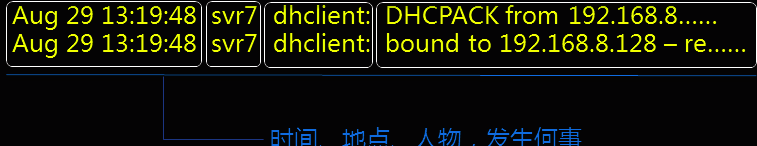 Aug 29 13:19:48 svr7 dhclient: DHCPACK from 192.168.8......
Aug 29 13:19:48 svr7 dhclient: bound to 192.168.8.128 – re......
时间、地点、人物，发生何事